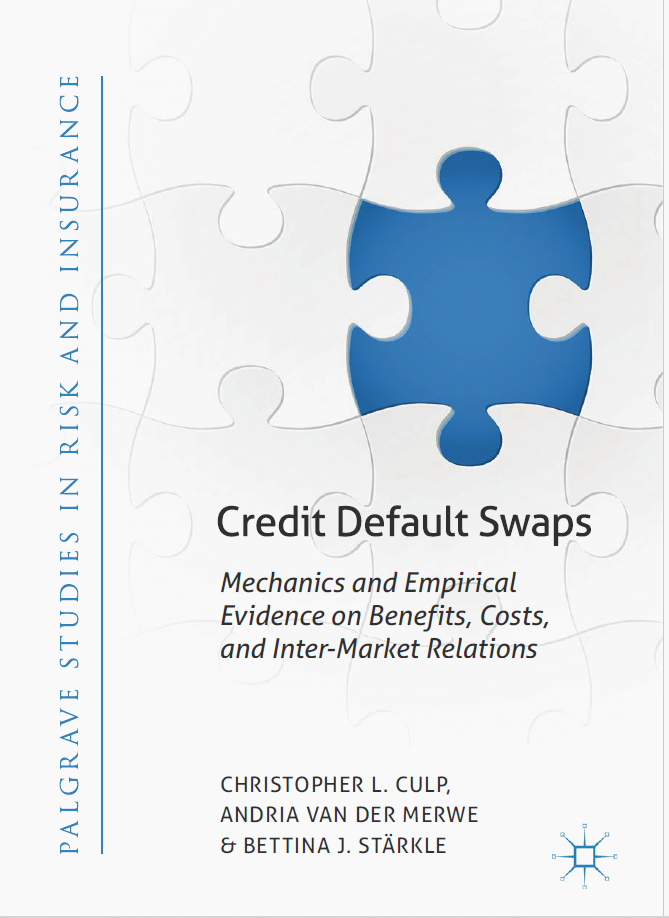 PALGRAVE STUDIES IN RISK AND INSURANCE
Credit Default Swaps
Mechanics and Empirical
Evidence on Benefits, Costs,
and Inter-Market Relations
CHRISTOPHER L. CULP,
ANDRIA VAN DER MERWE
& BETTINA J. STÄRKLE